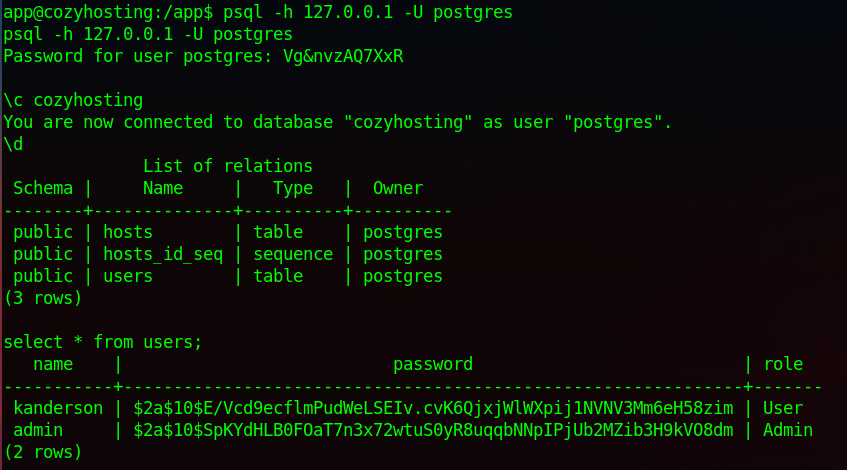 app@cozyhosting:/app$ psql -h 127.0.0.1 -U postgres
psql -h 127.0.0.1 -U postgres
Password for user postgres: Vg&nvzAQ7XxR
\c cozyhosting
You are now connected to database "cozyhosting" as user "postgres".
\d
              List of relations
 Schema |     Name     |   Type   |  Owner
--------+--------------+----------+----------
 public | hosts        | table    | postgres
 public | hosts_id_seq | sequence | postgres
 public | users        | table    | postgres
(3 rows)
select * from users;
   name    |                           password                           | role
-----------+--------------------------------------------------------------+-------
 kanderson | $2a$10$E/Vcd9ecflmPudWeLSEIv.cvK6QjxjWlWXpij1NVNV3Mm6eH58zim | User
 admin     | $2a$10$SpKYdHLB0FOaT7n3x72wtuS0yR8uqqbNNpIPjUb2MZib3H9kVO8dm | Admin
(2 rows)